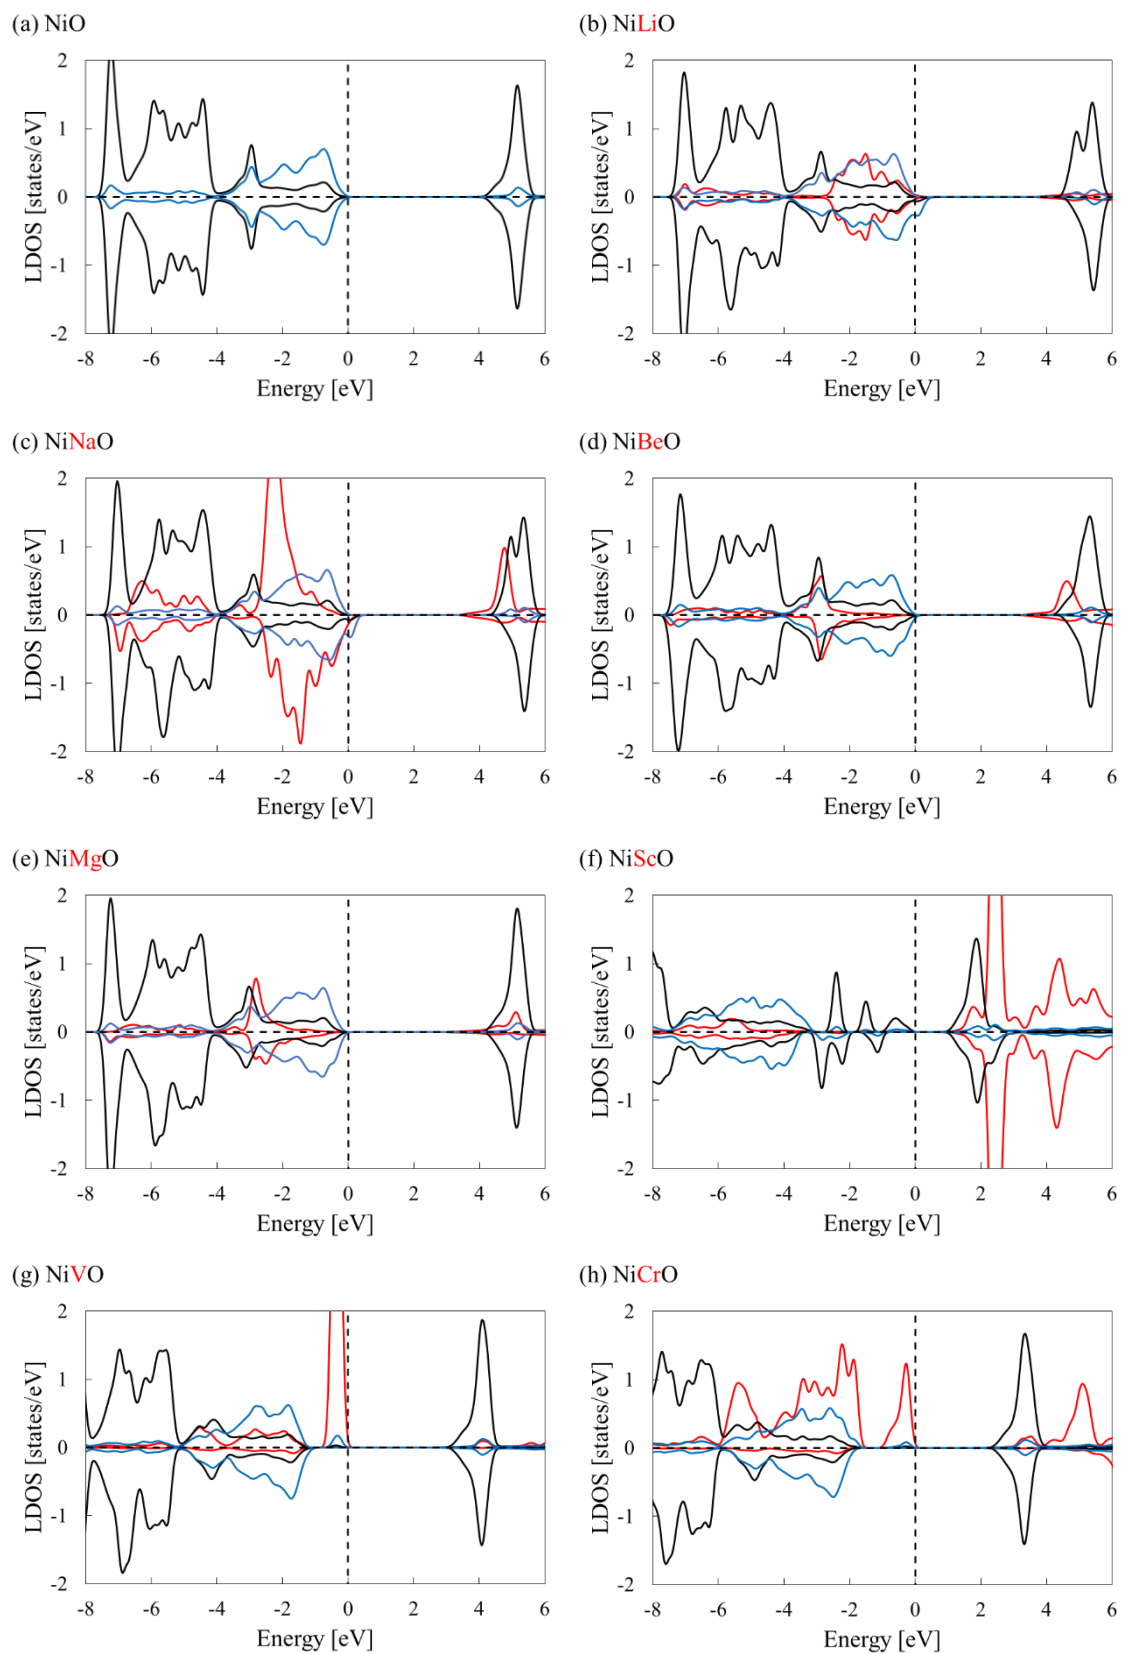 (a) NiO
2
1
0
-1
-2
LDOS [states/eV]
-8 -6 -4 -2 0 2 4 6
Energy [eV]
(b) NiLiO
2
1
0
-1
-2
LDOS [states/eV]
-8 -6 -4 -2 0 2 4 6
Energy [eV]
(c) NiNaO
2
1
0
-1
-2
LDOS [states/eV]
-8 -6 -4 -2 0 2 4 6
Energy [eV]
(d) NiBeO
2
1
0
-1
-2
LDOS [states/eV]
-8 -6 -4 -2 0 2 4 6
Energy [eV]
(e) NiMgO
2
1
0
-1
-2
LDOS [states/eV]
-8 -6 -4 -2 0 2 4 6
Energy [eV]
(f) NiScO
2
1
0
-1
-2
LDOS [states/eV]
-8 -6 -4 -2 0 2 4 6
Energy [eV]
(g) NiVO
2
1
0
-1
-2
LDOS [states/eV]
-8 -6 -4 -2 0 2 4 6
Energy [eV]
(h) NiCrO
2
1
0
-1
-2
LDOS [states/eV]
-8 -6 -4 -2 0 2 4 6
Energy [eV]